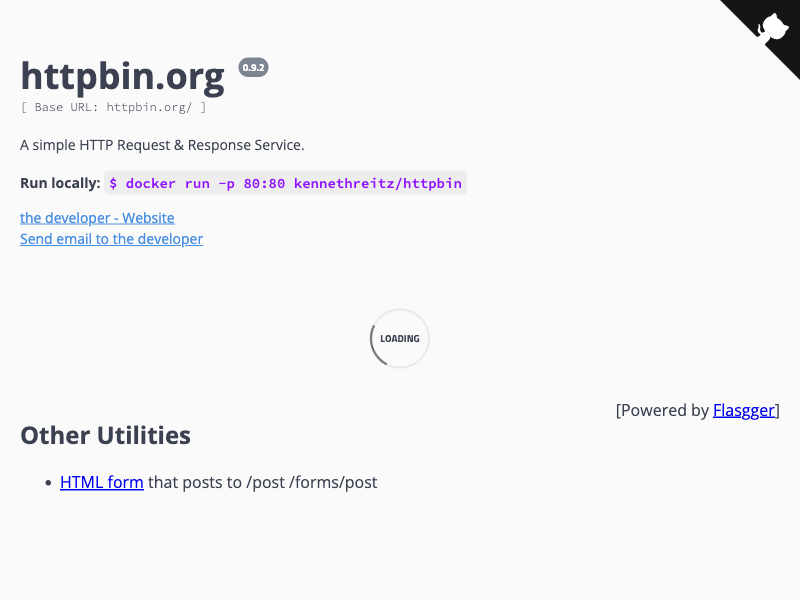 httpbin.org 0.9.2
[ Base URL: httpbin.org/ ]
A simple HTTP Request & Response Service.
Run locally: $ docker run -p 80:80 kennethreitz/httpbin
the developer - Website
Send email to the developer
LOADING
[Powered by Flasgger]
Other Utilities
• HTML form that posts to /post /forms/post